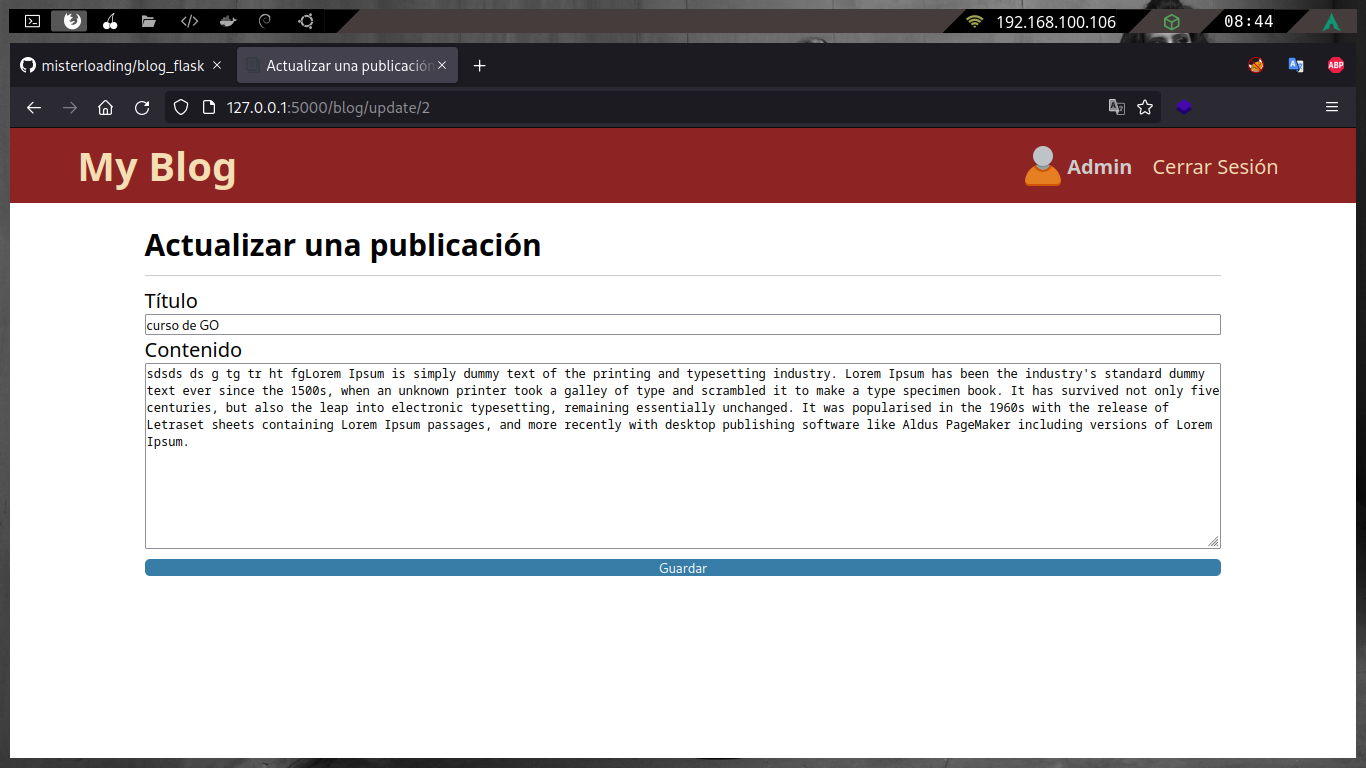 192.168.100.106
08:44
misterloading/blog_flask
Actualizar una publicación
ABP
127.0.0.1:5000/blog/update/2
My Blog
Admin
Cerrar Sesión
Actualizar una publicación
Título
curso de GO
Contenido
sdsds ds g tg tr ht fgLorem Ipsum is simply dummy text of the printing and typesetting industry. Lorem Ipsum has been the industry's standard dummy
text ever since the 1500s, when an unknown printer took a galley of type and scrambled it to make a type specimen book. It has survived not only five
centuries, but also the leap into electronic typesetting, remaining essentially unchanged. It was popularised in the 1960s with the release of
Letraset sheets containing Lorem Ipsum passages, and more recently with desktop publishing software like Aldus PageMaker including versions of Lorem
Ipsum.
Guardar